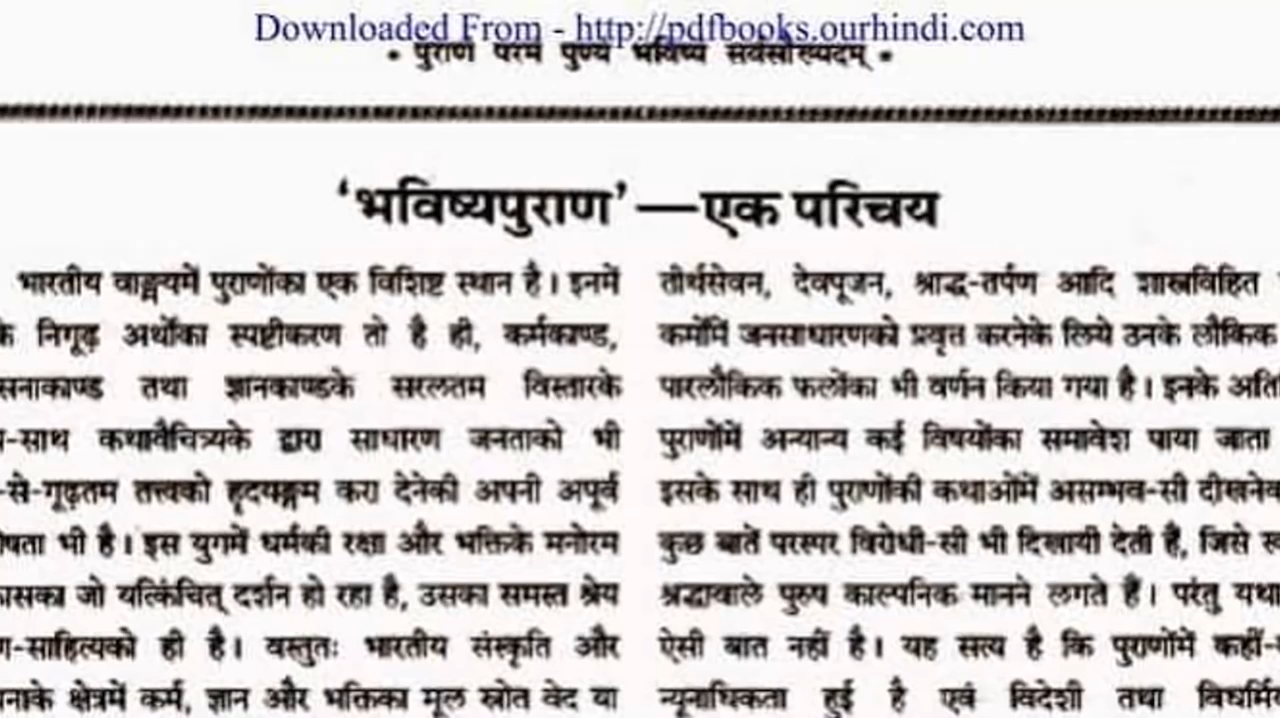 Downloaded From - http://pdfbooks.ourhindi.com
• पुराणं परमं पुण्यं भविष्यं सर्वसौख्यदम् •
‘भविष्यपुराण’—एक परिचय
भारतीय वाङ्मयमें पुराणोंका एक विशिष्ट स्थान है। इनमें
निगूढ़ अर्थोंका स्पष्टीकरण तो है ही, कर्मकाण्ड,
तथा ज्ञानकाण्डके सरलतम विस्तारके
-साथ कथावैचित्र्यके द्वारा साधारण जनताको भी
-से-गूढ़तम तत्त्वको हृदयङ्गम करा देनेकी अपनी अपूर्व
भी है। इस युगमें धर्मकी रक्षा और भक्तिके मनोरम
जो यत्किंचित् दर्शन हो रहा है, उसका समस्त श्रेय
-साहित्यको ही है। वस्तुतः भारतीय संस्कृति और
क्षेत्रमें कर्म, ज्ञान और भक्तिका मूल स्रोत वेद या
तीर्थसेवन, देवपूजन, श्राद्ध-तर्पण आदि शास्त्रविहित
कर्मोंमें जनसाधारणको प्रवृत्त करनेके लिये उनके लौकिक
पारलौकिक फलोंका भी वर्णन किया गया है। इनके
पुराणोंमें अन्यान्य कई विषयोंका समावेश पाया जाता
इसके साथ ही पुराणोंकी कथाओंमें असम्भव-सी
कुछ बातें परस्पर विरोधी-सी भी दिखायी देती हैं, जिसे
श्रद्धावाले पुरुष काल्पनिक मानने लगते हैं। परंतु
ऐसी बात नहीं है। यह सत्य है कि पुराणोंमें कहीं-
न्यूनाधिकता हुई है एवं विदेशी तथा